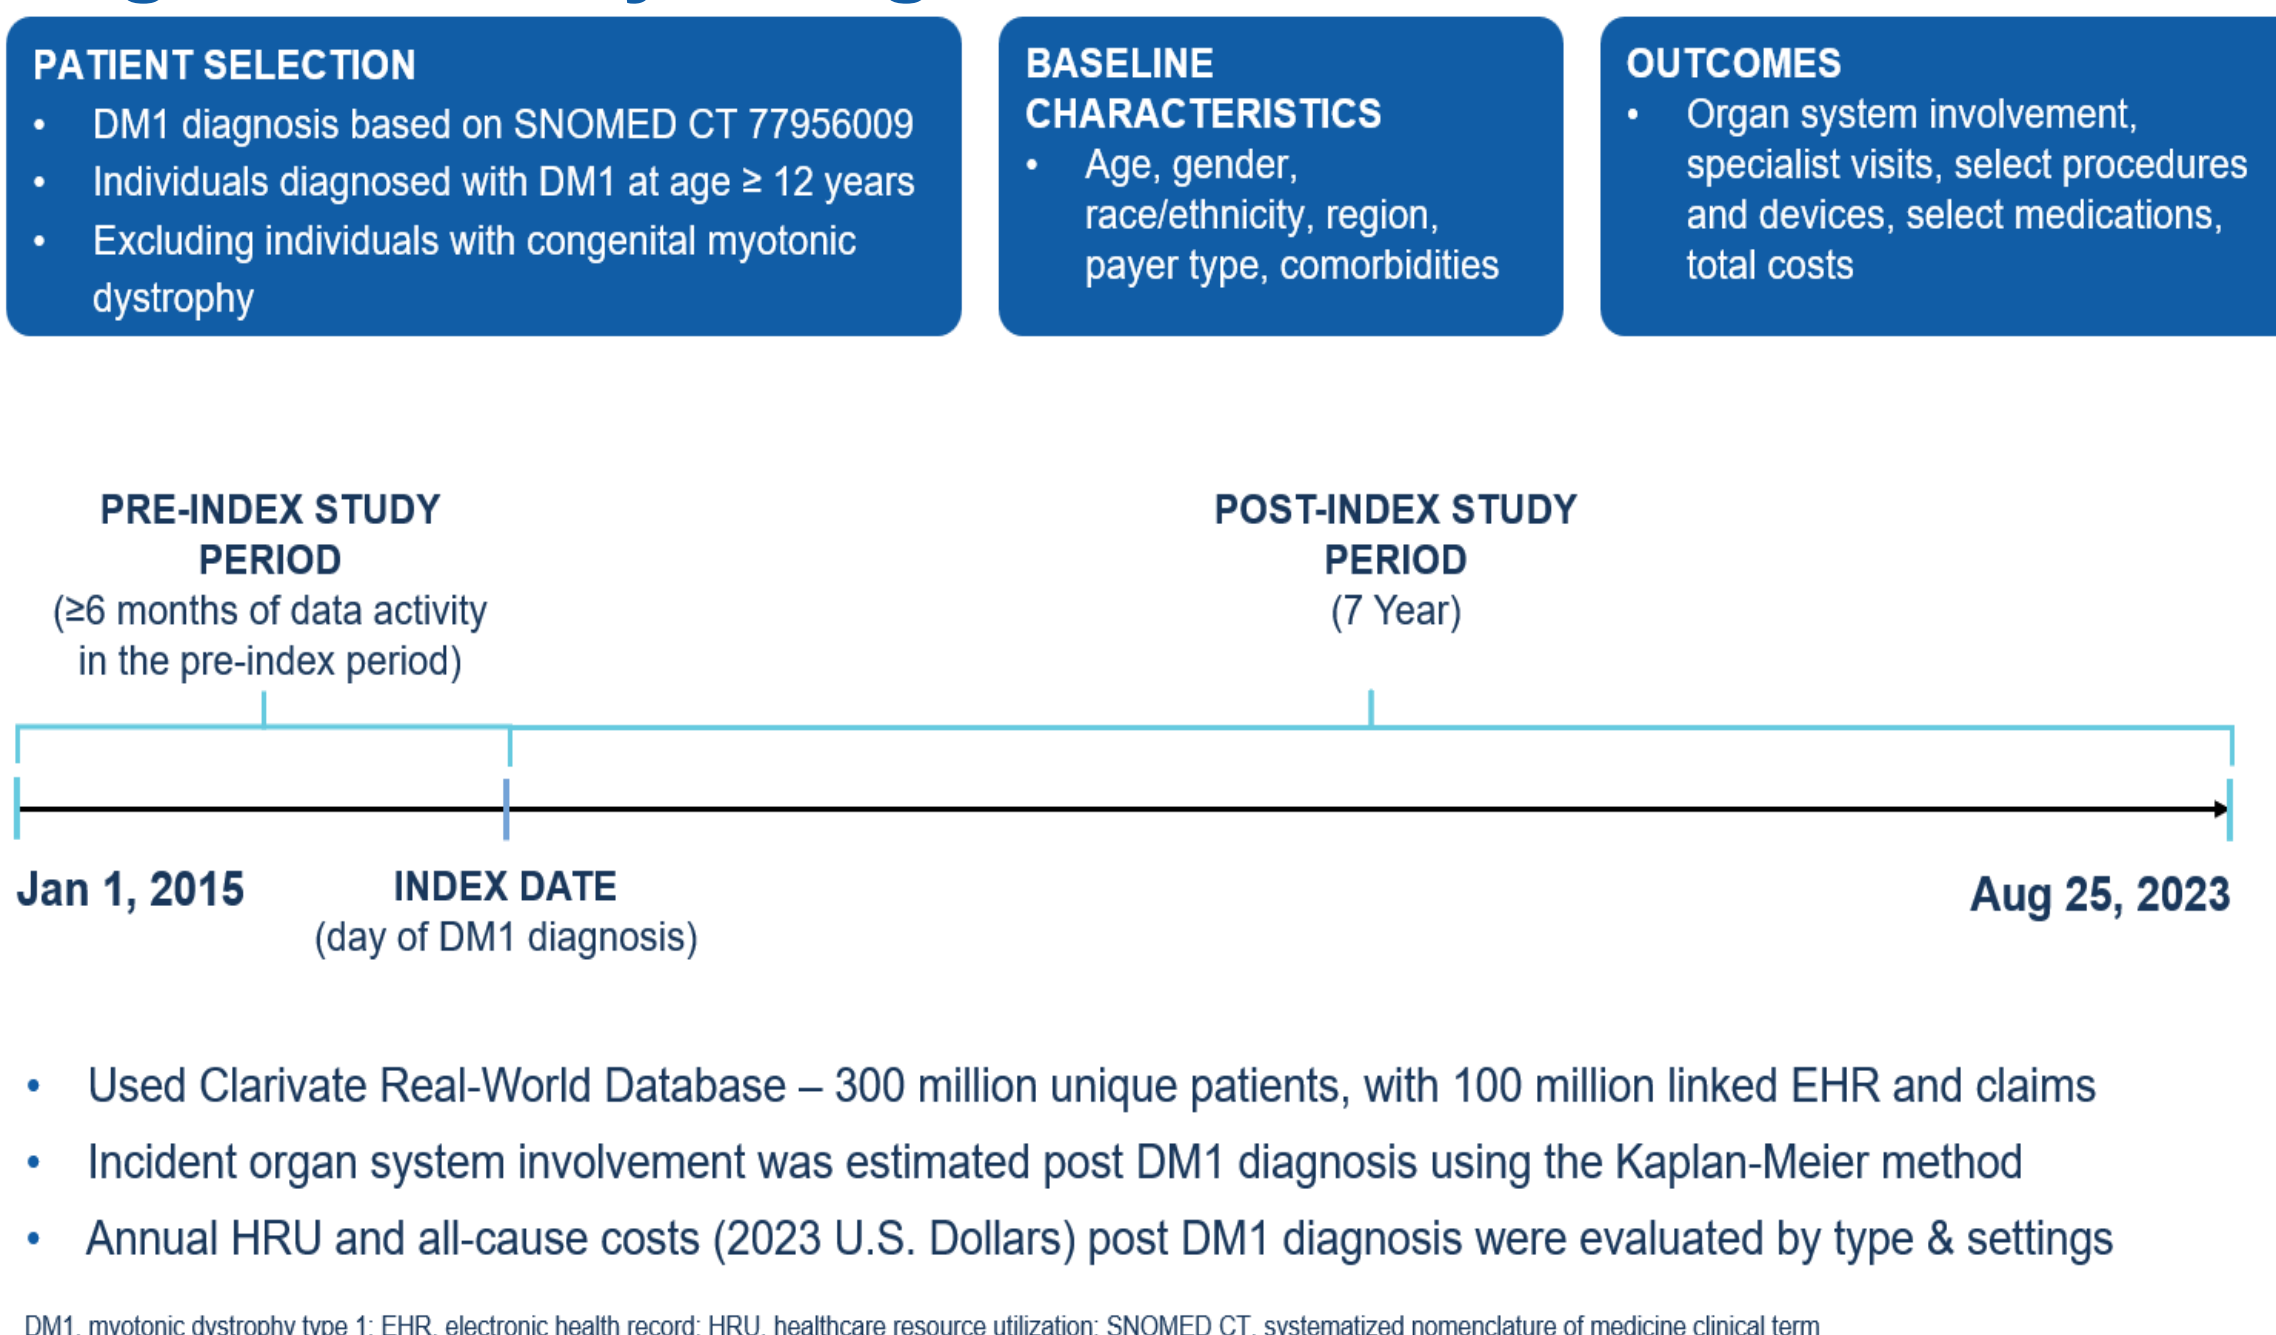 PATIENT SELECTION
• DM1 diagnosis based on SNOMED CT 77956009
• Individuals diagnosed with DM1 at age ≥ 12 years
• Excluding individuals with congenital myotonic
dystrophy
BASELINE
CHARACTERISTICS
• Age, gender,
race/ethnicity, region,
payer type, comorbidities
OUTCOMES
• Organ system involvement,
specialist visits, select procedures
and devices, select medications,
total costs
PRE-INDEX STUDY
PERIOD
(≥6 months of data activity
in the pre-index period)
POST-INDEX STUDY
PERIOD
(7 Year)
Jan 1, 2015
INDEX DATE
(day of DM1 diagnosis)
Aug 25, 2023
• Used Clarivate Real-World Database – 300 million unique patients, with 100 million linked EHR and claims
• Incident organ system involvement was estimated post DM1 diagnosis using the Kaplan-Meier method
• Annual HRU and all-cause costs (2023 U.S. Dollars) post DM1 diagnosis were evaluated by type & settings
DM1, myotonic dystrophy type 1; EHR, electronic health record; HRU, healthcare resource utilization; SNOMED CT, systematized nomenclature of medicine clinical term